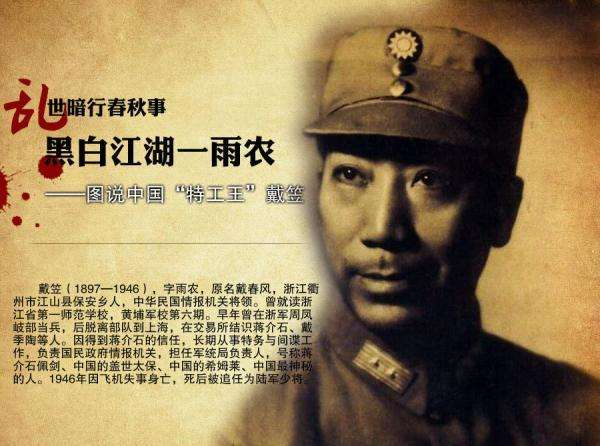 乱世暗行春秋事
黑白江湖一雨农
——图说中国“特工王”戴笠
戴笠（1897—1946），字雨农，原名戴春风，浙江衢
州市江山县保安乡人，中华民国情报机关将领。曾就读浙
江省第一师范学校，黄埔军校第六期。早年曾在浙军周凤
岐部当兵，后脱离部队到上海，在交易所结识蒋介石、戴
季陶等人。因得到蒋介石的信任，长期从事特务与间谍工
作，负责国民政府情报机关，担任军统局负责人，号称蒋
介石佩剑、中国的盖世太保、中国的希姆莱、中国最神秘
的人。1946年因飞机失事身亡，死后被追任为陆军少将。